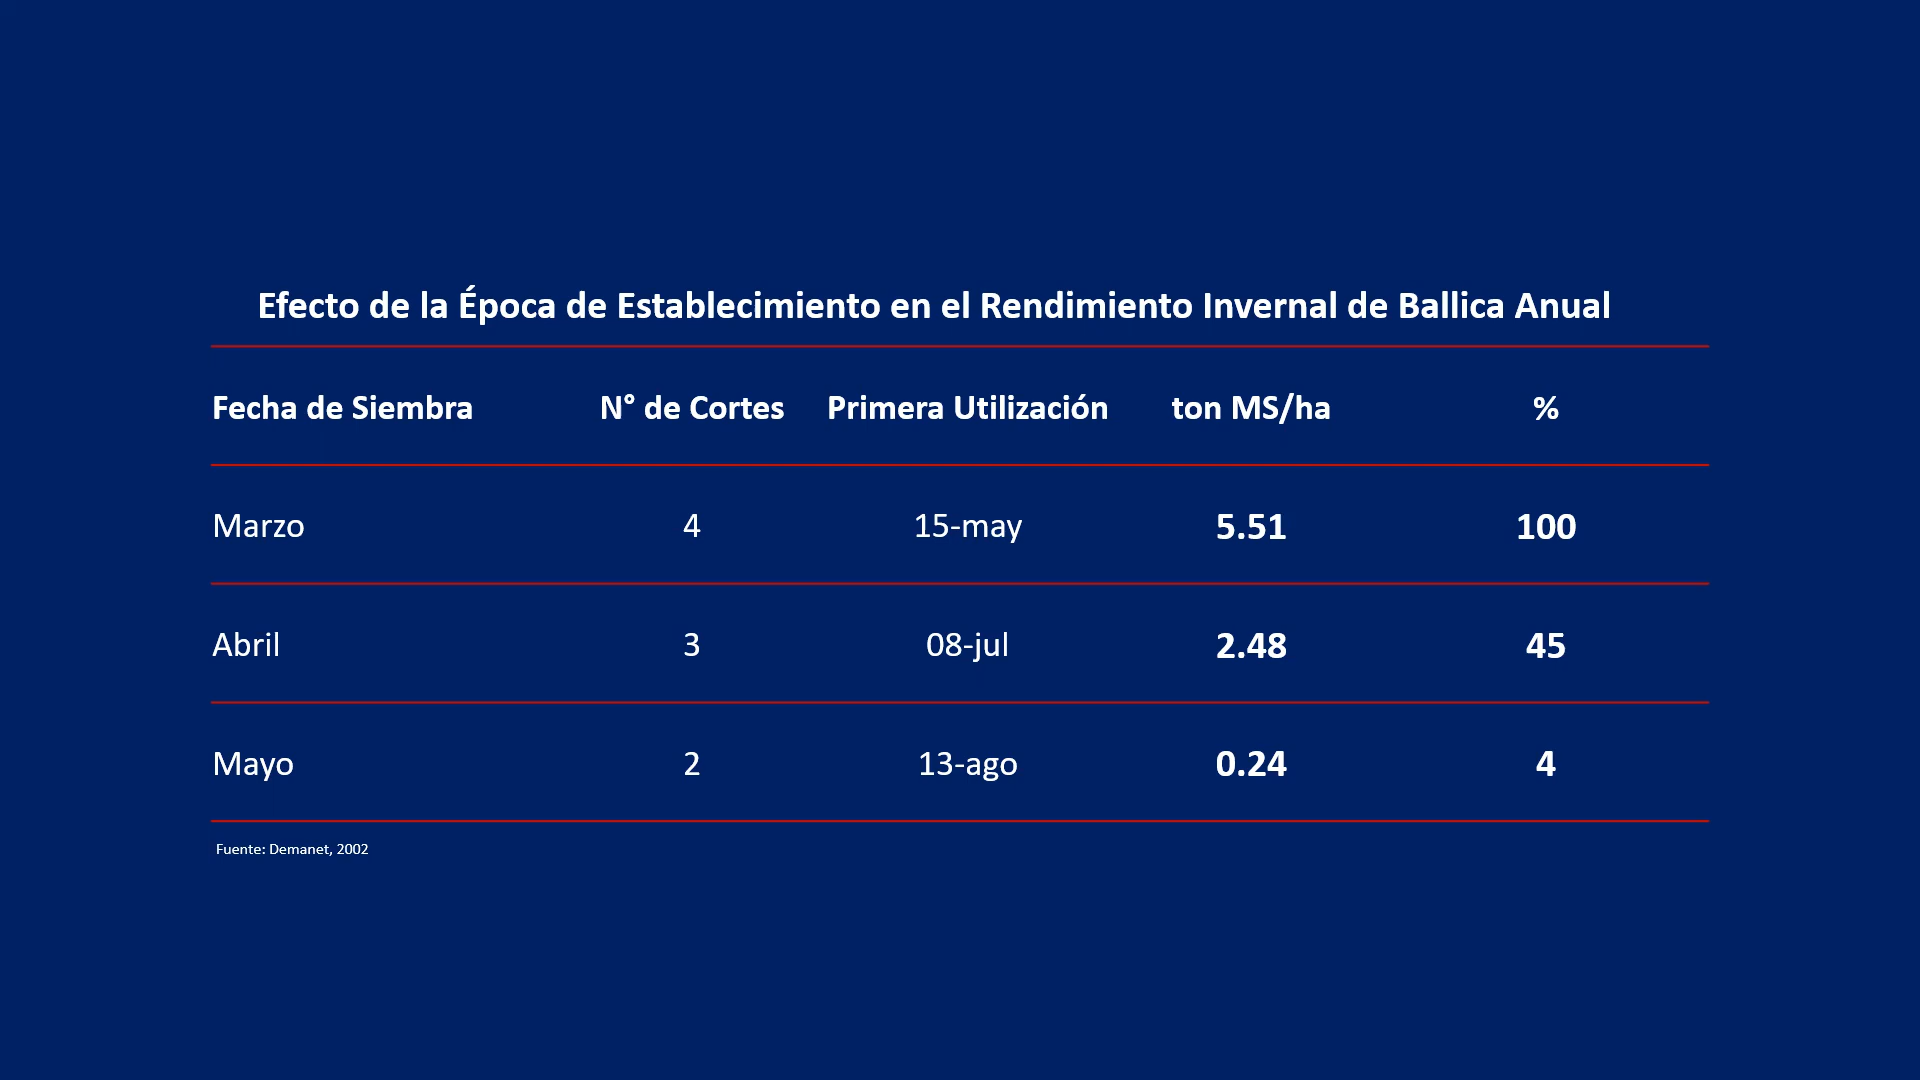 Efecto de la Época de Establecimiento en el Rendimiento Invernal de Ballica Anual
Fecha de Siembra N° de Cortes Primera Utilización ton MS/ha %
Marzo 4 15-may 5.51 100
Abril 3 08-jul 2.48 45
Mayo 2 13-ago 0.24 4
Fuente: Demanet, 2002